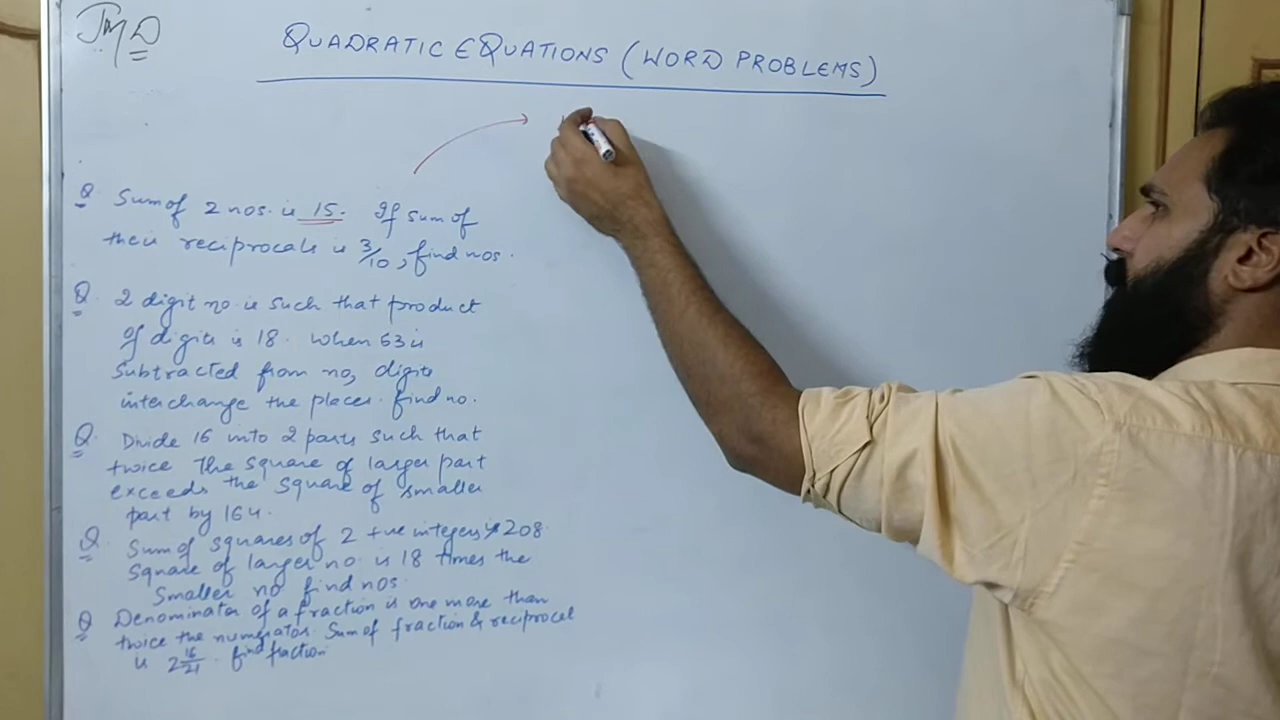 JMD
QUADRATIC EQUATIONS (WORD PROBLEMS)
Q Sum of 2 nos. is 15. If sum of
their reciprocals is 3/10, find nos.
Q 2 digit no. is such that product
of digits is 18. When 63 is
subtracted from no, digits
interchange the places. find no.
Q. Divide 16 into 2 parts such that
twice the square of larger part
exceeds the square of smaller
part by 164.
Q. Sum of squares of 2 +ve integers is 208.
Square of larger no. is 18 times the
smaller no find nos.
Q Denominator of a fraction is one more than
twice the numerator. Sum of fraction & reciprocal
is 2 16/21. find fraction